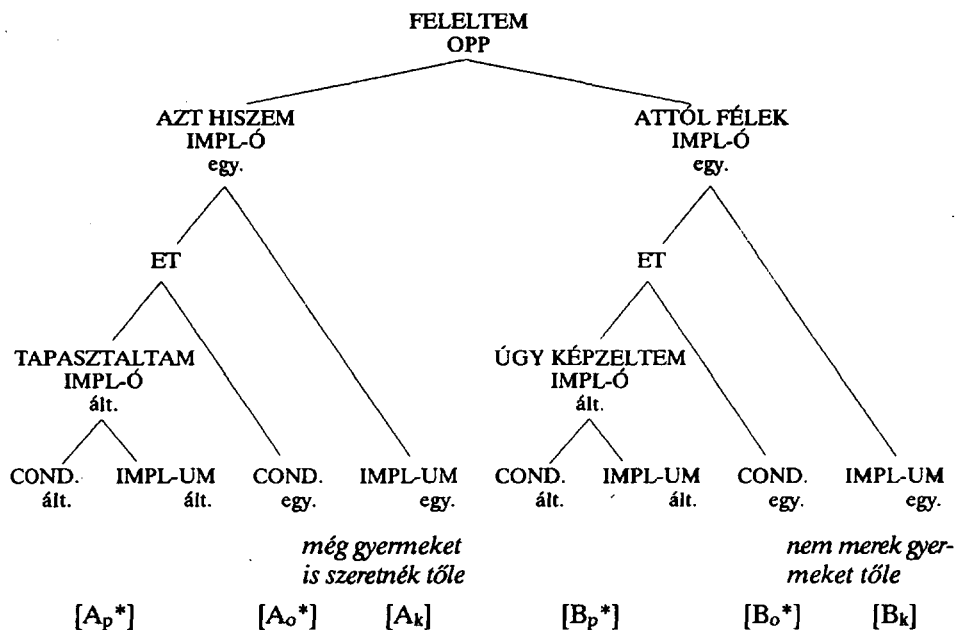 FELELTEM
OPP
AZT HISZEM ATTÓL FÉLEK
IMPL-Ó IMPL-Ó
egy. egy.
ET ET
TAPASZTALTAM ÚGY KÉPZELTEM
IMPL-Ó IMPL-Ó
ált. ált.
COND. IMPL-UM COND. IMPL-UM COND. IMPL-UM COND. IMPL-UM
ált. ált. egy. egy. ált. ált. egy. egy.
még gyermeket nem merek gyer-
is szeretnék tőle meket tőle
[Ap*] [Ao*] [Ak] [Bp*] [Bo*] [Bk]